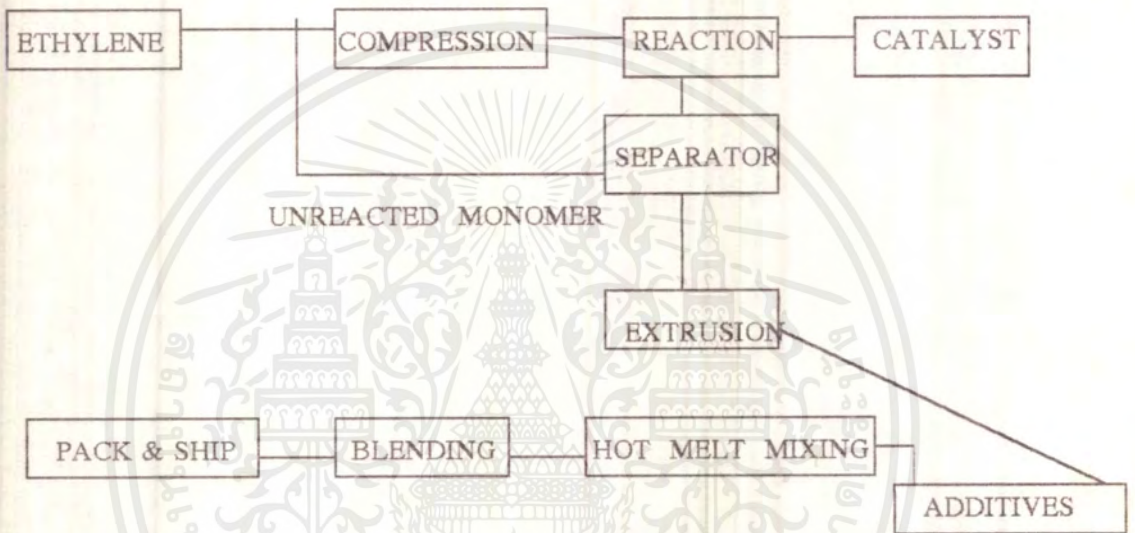 ETHYLENE
COMPRESSION
REACTION
CATALYST
SEPARATOR
UNREACTED MONOMER
EXTRUSION
PACK & SHIP
BLENDING
HOT MELT MIXING
ADDITIVES